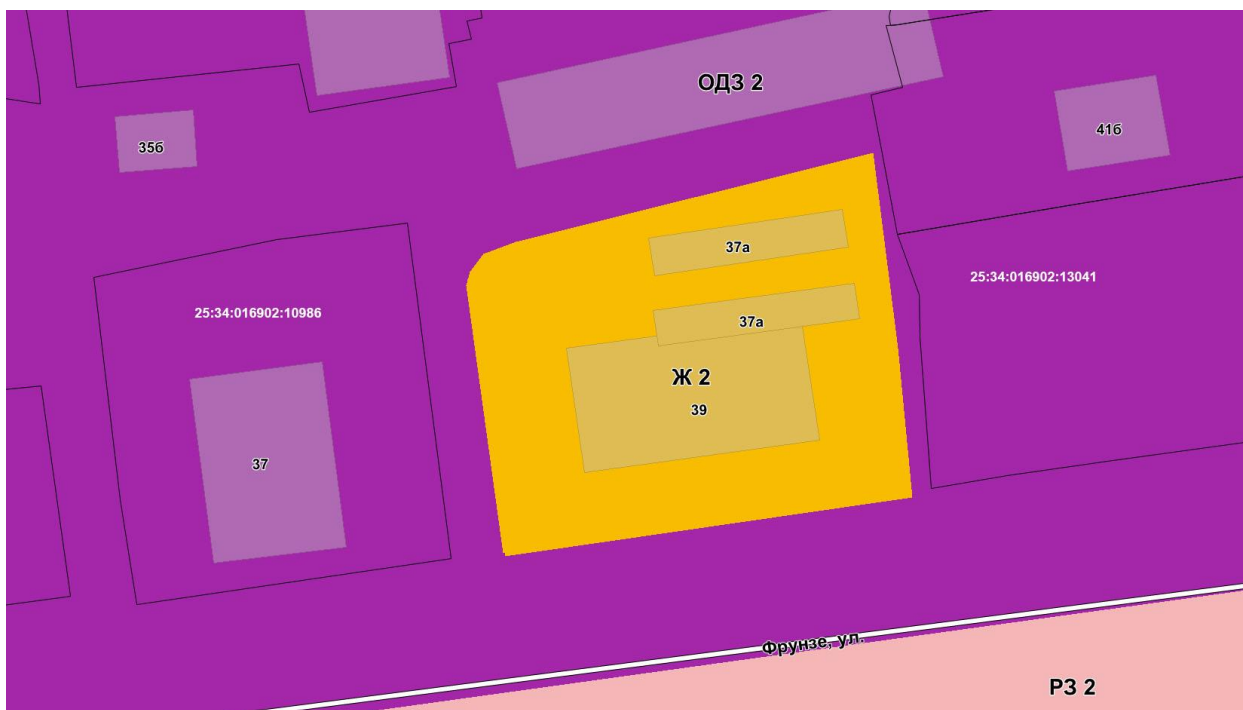 ОДЗ 2
35б
41б
37а
25:34:016902:13041
25:34:016902:10986
37а
Ж 2
39
37
Фрунзе, ул.
РЗ 2